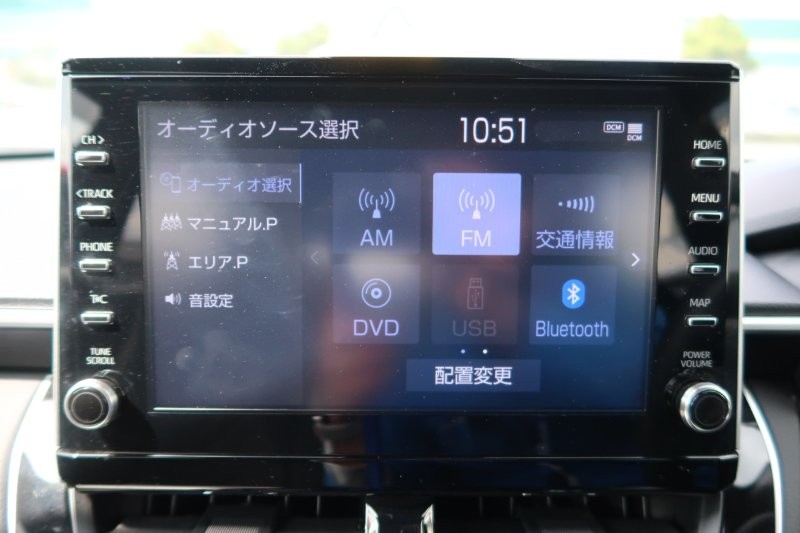 オーディオソース選択
10:51
DCM
DCM
オーディオ選択
マニュアル.P
エリア.P
音設定
AM
FM
交通情報
DVD
USB
Bluetooth
配置変更
CH >
< TRACK
PHONE
T∧C
TUNE
SCROLL
HOME
MENU
AUDIO
MAP
POWER
VOLUME